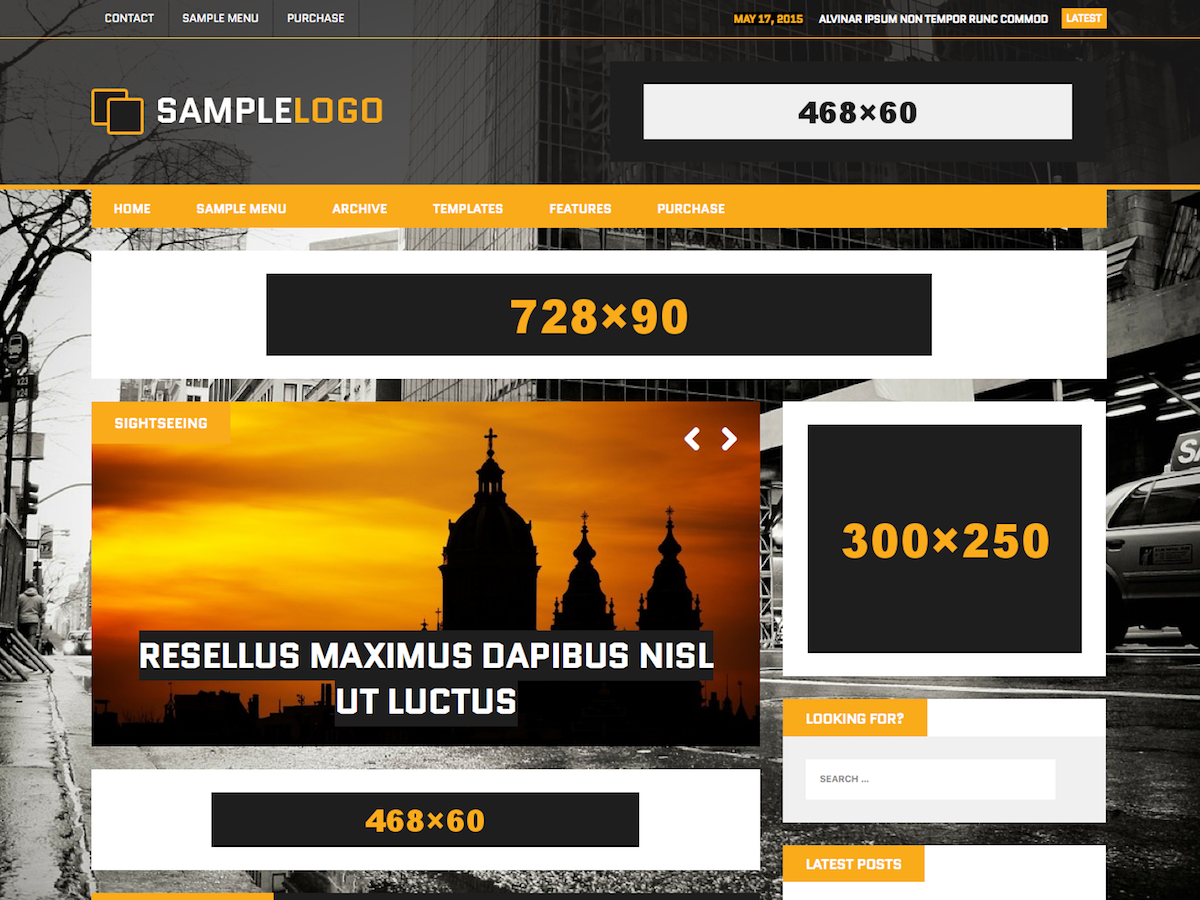 CONTACT
SAMPLE MENU
PURCHASE
MAY 17, 2015
ALVINAR IPSUM NON TEMPOR RUNC COMMOD
LATEST
SAMPLELOGO
468×60
HOME
SAMPLE MENU
ARCHIVE
TEMPLATES
FEATURES
PURCHASE
728×90
SIGHTSEEING
RESELLUS MAXIMUS DAPIBUS NISL
UT LUCTUS
300×250
LOOKING FOR?
SEARCH ...
468×60
LATEST POSTS